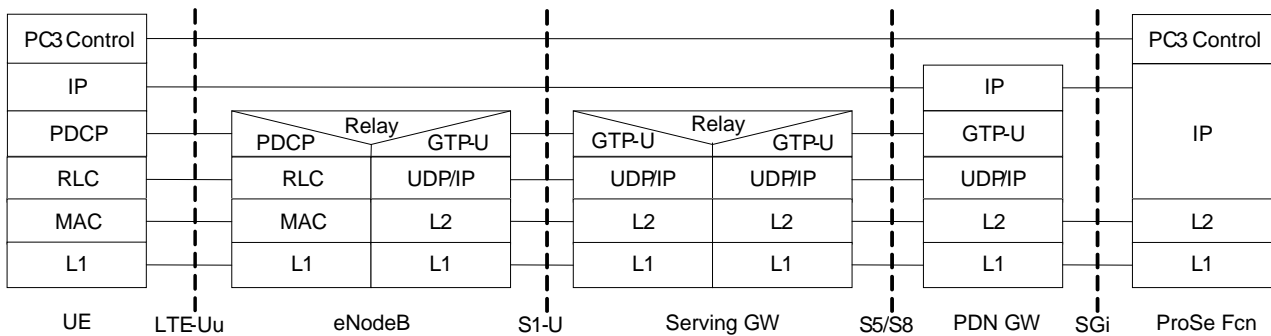 PC3 Control
PC3 Control
IP
IP
IP
PDCP
Relay
PDCP
GTP-U
Relay
GTP-U
GTP-U
GTP-U
RLC
RLC
UDP/IP
UDP/IP
UDP/IP
UDP/IP
MAC
MAC
L2
L2
L2
L2
L2
L1
L1
L1
L1
L1
L1
L1
UE
LTE-Uu
eNodeB
S1-U
Serving GW
S5/S8
PDN GW
SGi
ProSe Fcn